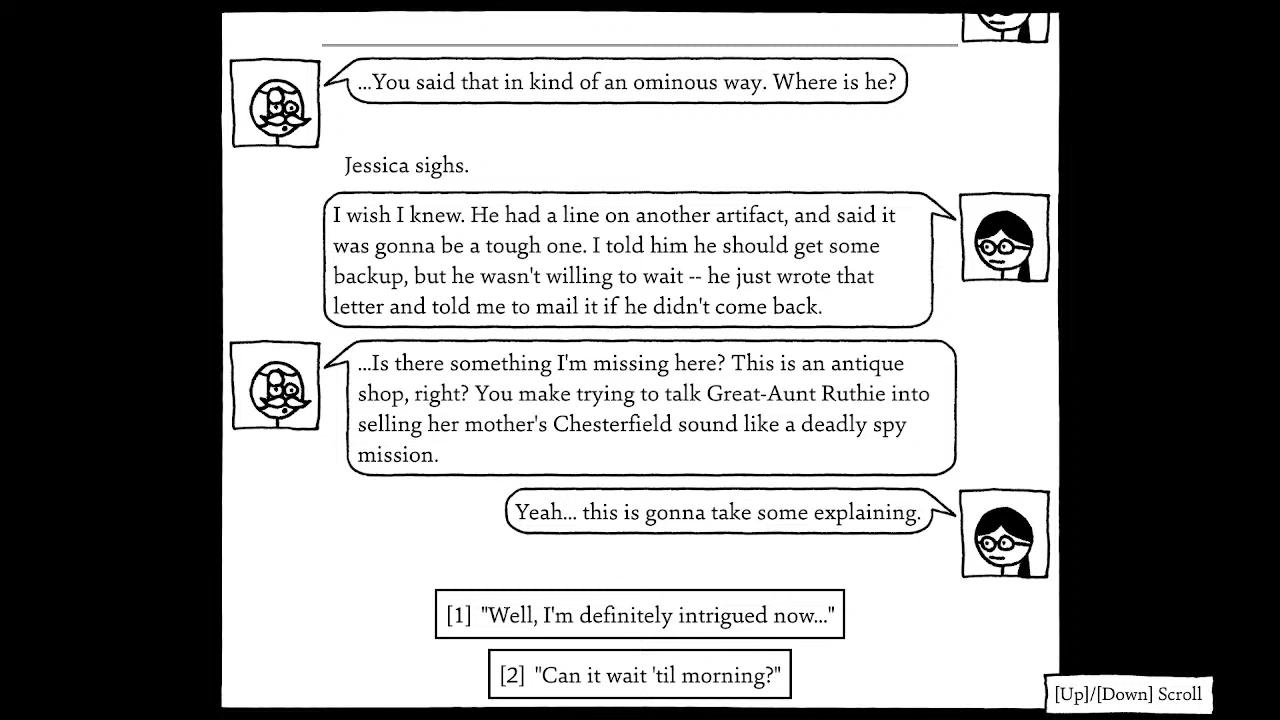 ...You said that in kind of an ominous way. Where is he?
Jessica sighs.
I wish I knew. He had a line on another artifact, and said it
was gonna be a tough one. I told him he should get some
backup, but he wasn't willing to wait -- he just wrote that
letter and told me to mail it if he didn't come back.
...Is there something I'm missing here? This is an antique
shop, right? You make trying to talk Great-Aunt Ruthie into
selling her mother's Chesterfield sound like a deadly spy
mission.
Yeah... this is gonna take some explaining.
[1] "Well, I'm definitely intrigued now..."
[2] "Can it wait 'til morning?"
[Up]/[Down] Scroll